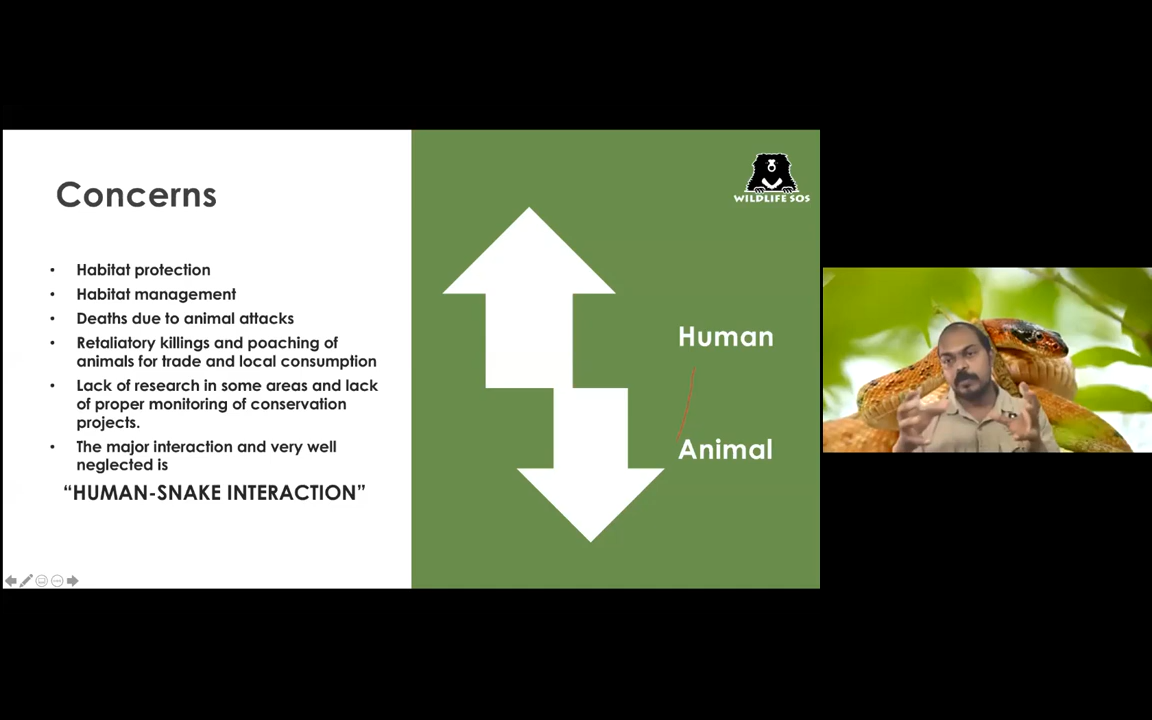 Concerns
• Habitat protection
• Habitat management
• Deaths due to animal attacks
• Retaliatory killings and poaching of
animals for trade and local consumption
• Lack of research in some areas and lack
of proper monitoring of conservation
projects.
• The major interaction and very well
neglected is
“HUMAN-SNAKE INTERACTION”
WILDLIFE SOS
Human
Animal